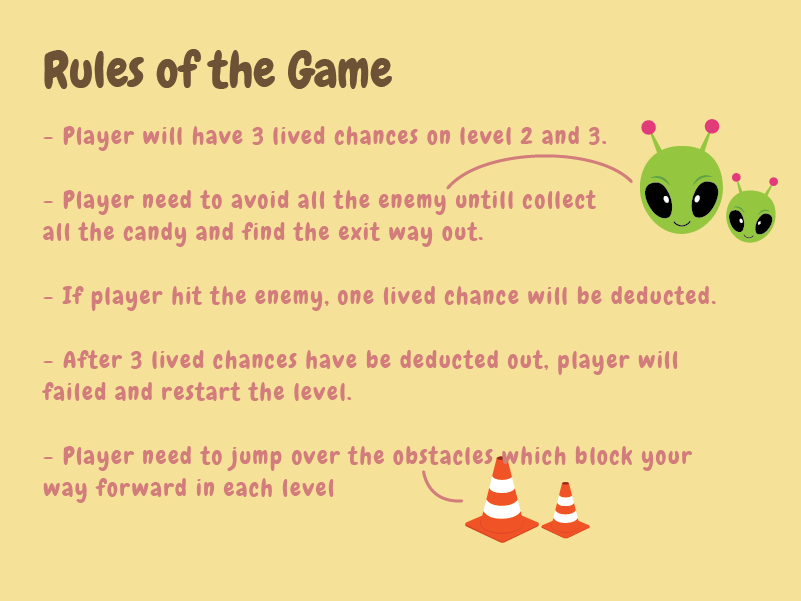 Rules of the Game
- Player will have 3 lived chances on level 2 and 3.
- Player need to avoid all the enemy untill collect
all the candy and find the exit way out.
- If player hit the enemy, one lived chance will be deducted.
- After 3 lived chances have be deducted out, player will
failed and restart the level.
- Player need to jump over the obstacles which block your
way forward in each level